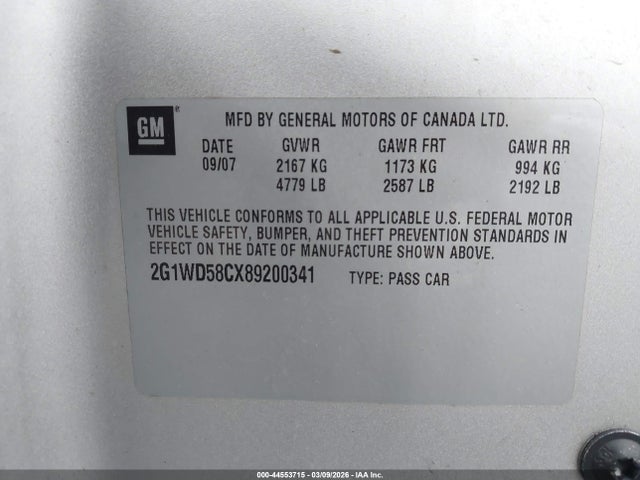 GM ® MFD BY GENERAL MOTORS OF CANADA LTD.
DATE GVWR GAWR FRT GAWR RR
09/07 2167 KG 1173 KG 994 KG
4779 LB 2587 LB 2192 LB
THIS VEHICLE CONFORMS TO ALL APPLICABLE U.S. FEDERAL MOTOR
VEHICLE SAFETY, BUMPER, AND THEFT PREVENTION STANDARDS IN
EFFECT ON THE DATE OF MANUFACTURE SHOWN ABOVE.
2G1WD58CX89200341 TYPE: PASS CAR
000-44553715 - 03/09/2026 - IAA Inc.